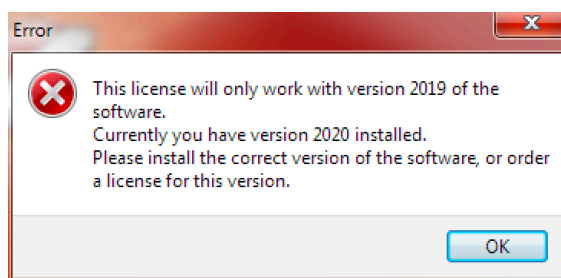 Error
This license will only work with version 2019 of the
software.
Currently you have version 2020 installed.
Please install the correct version of the software, or order
a license for this version.
OK